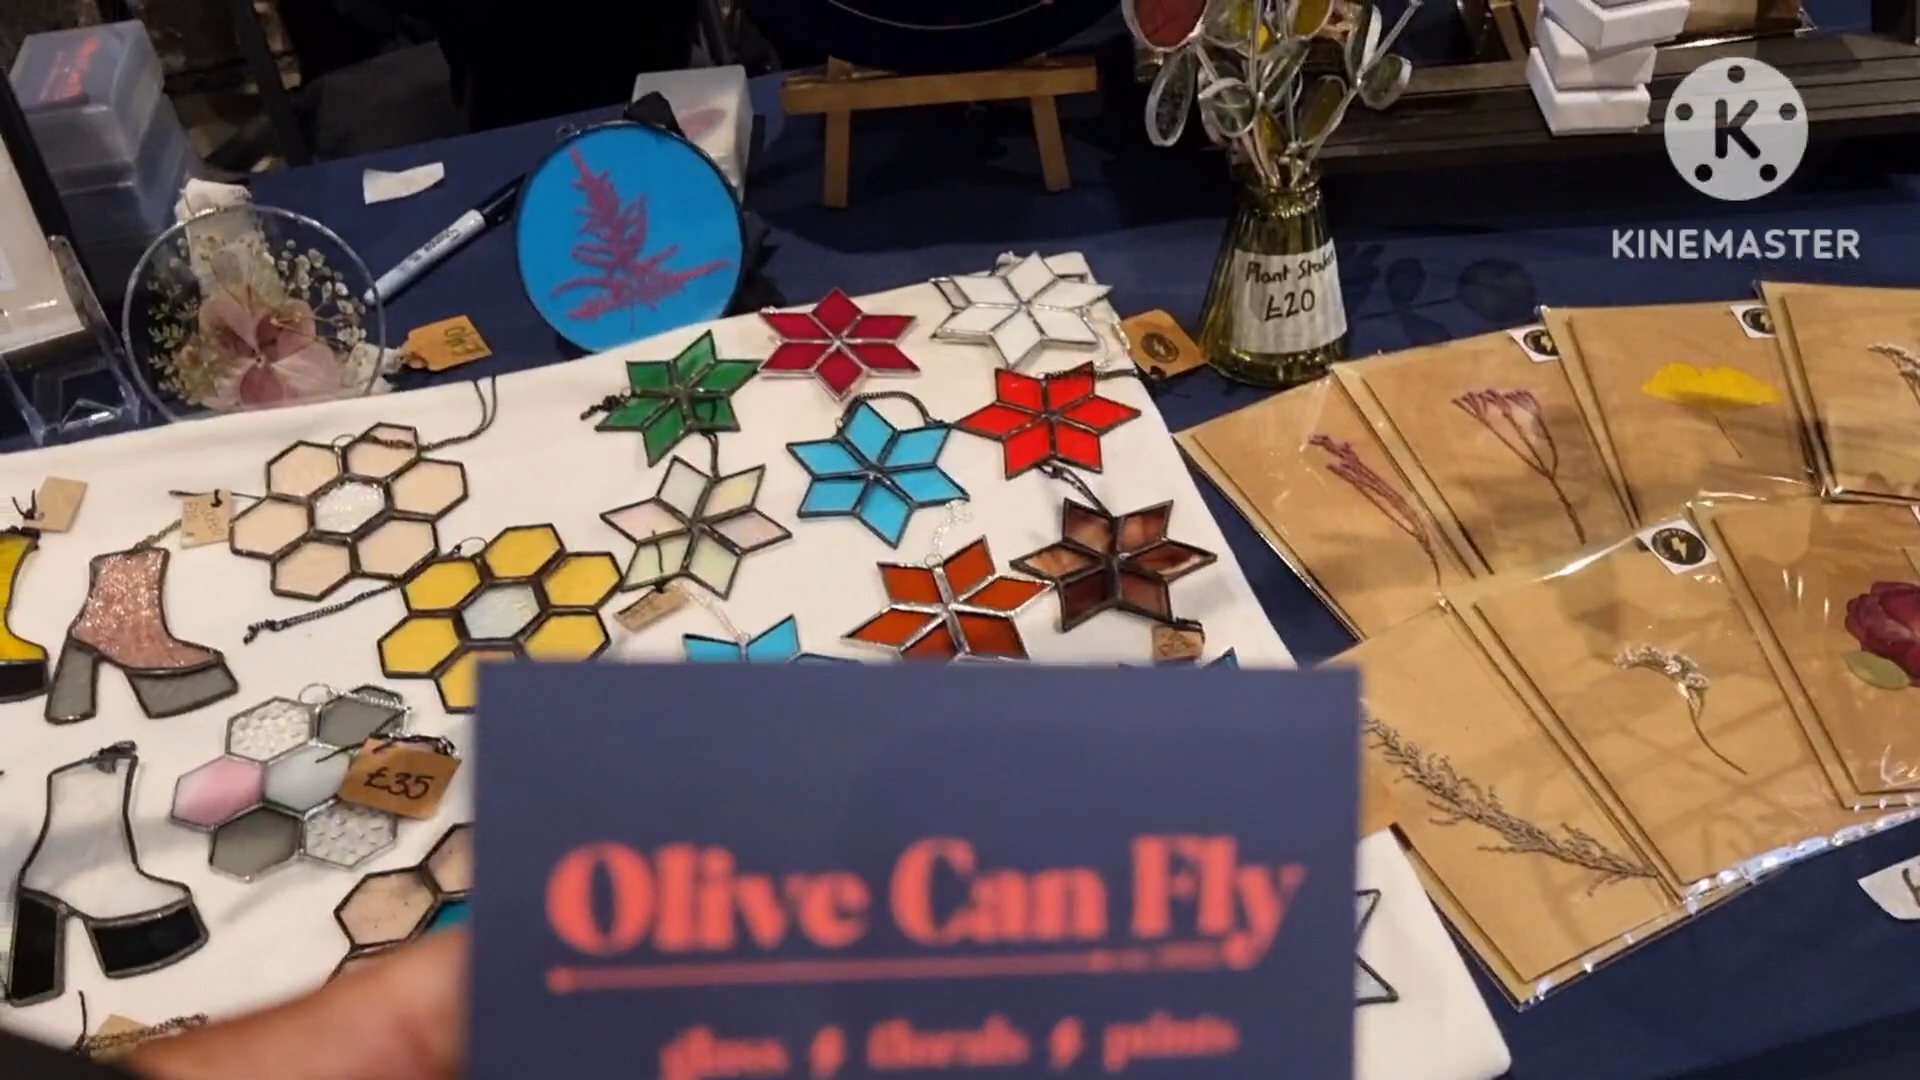 KINEMASTER
Plant Stakes
£20
£35
Olive Can Fly
glass florals prints